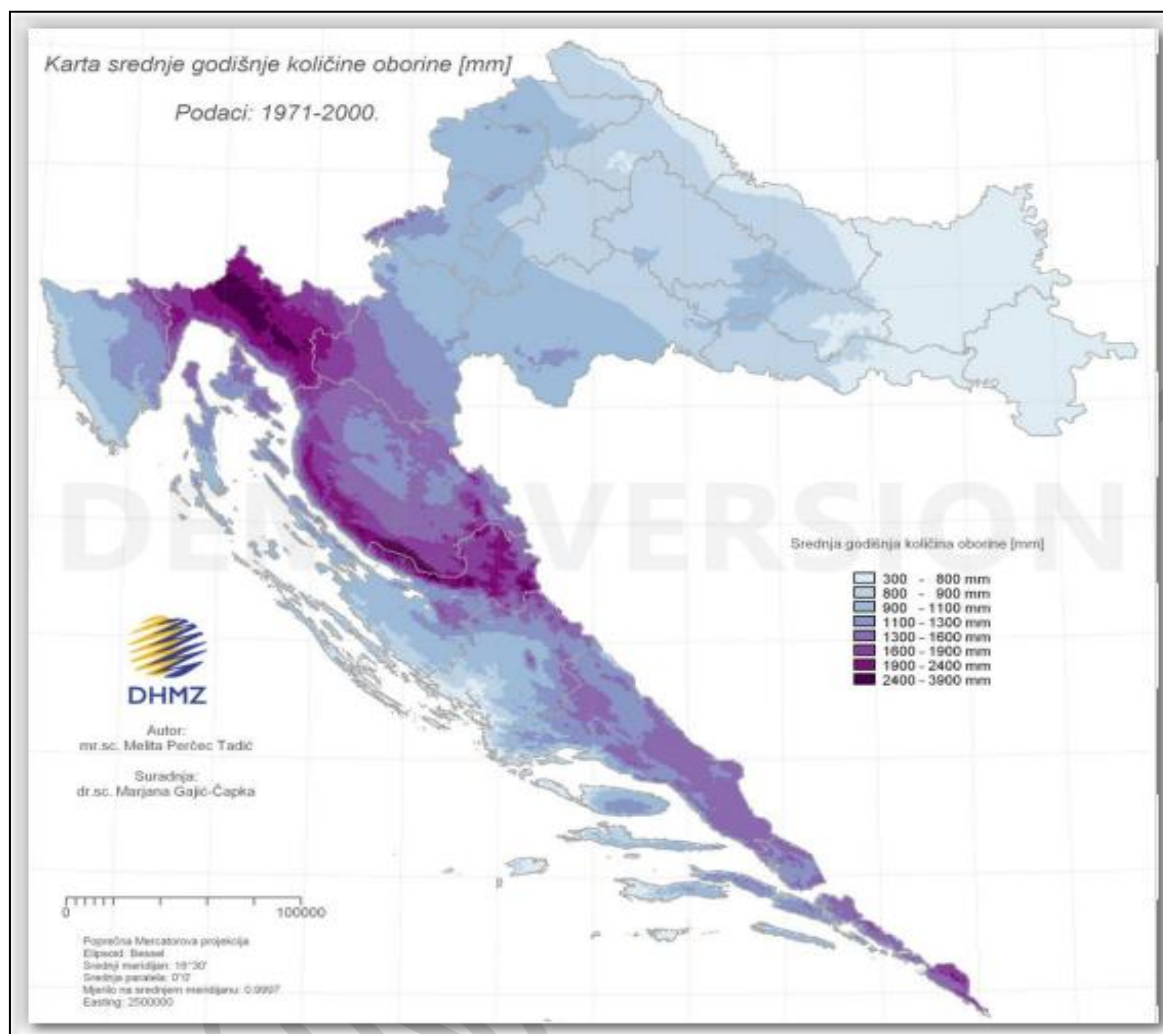 Karta srednje godišnje količine oborine [mm]
Podaci: 1971-2000.
DEMO VERSION
Srednja godišnja količina oborine [mm]
300 - 800 mm
800 - 900 mm
900 - 1100 mm
1100 - 1300 mm
1300 - 1600 mm
1600 - 1900 mm
1900 - 2400 mm
2400 - 3900 mm
DHMZ
Autor:
mr.sc. Melita Perčec Tadić
Suradnja:
dr.sc. Marjana Gajić-Čapka
0 100000
Poprečna Mercatorova projekcija
Elipsoid: Bessel
Srednji meridijan: 16°30'
Srednja paralela: 0°0'
Mjerilo na srednjem meridijanu: 0.9997
Easting: 2500000